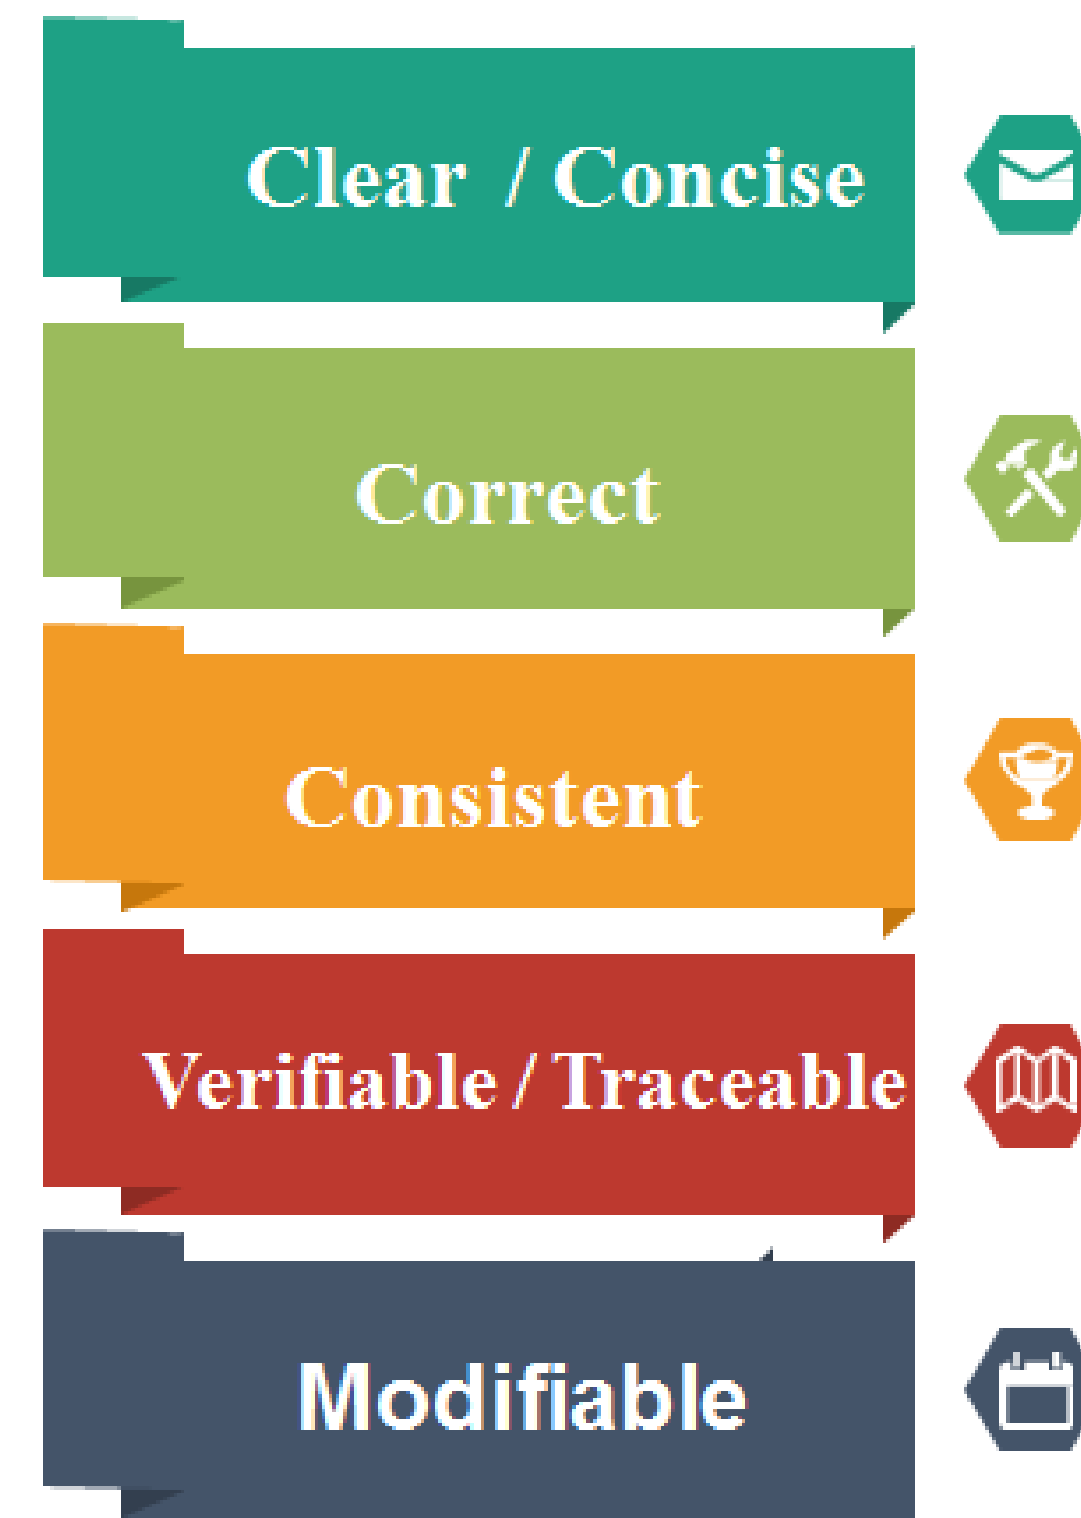 Clear / Concise
Correct
Consistent
Verifiable / Traceable
Modifiable